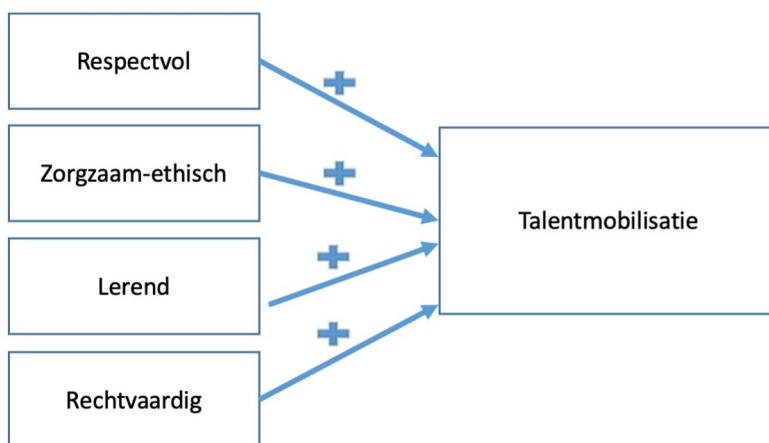 Respectvol
Zorgzaam-ethisch
Lerend
Rechtvaardig
Talentmobilisatie